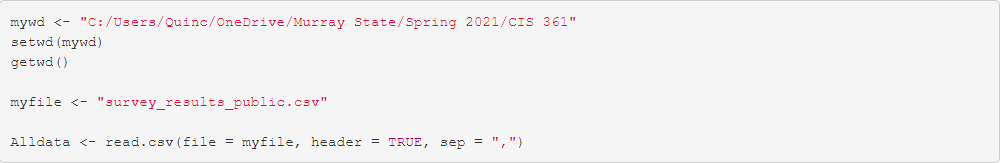 mywd <- "C:/Users/Quinc/OneDrive/Murray State/Spring 2021/CIS 361"
setwd(mywd)
getwd()
myfile <- "survey_results_public.csv"
Alldata <- read.csv(file = myfile, header = TRUE, sep = ",")